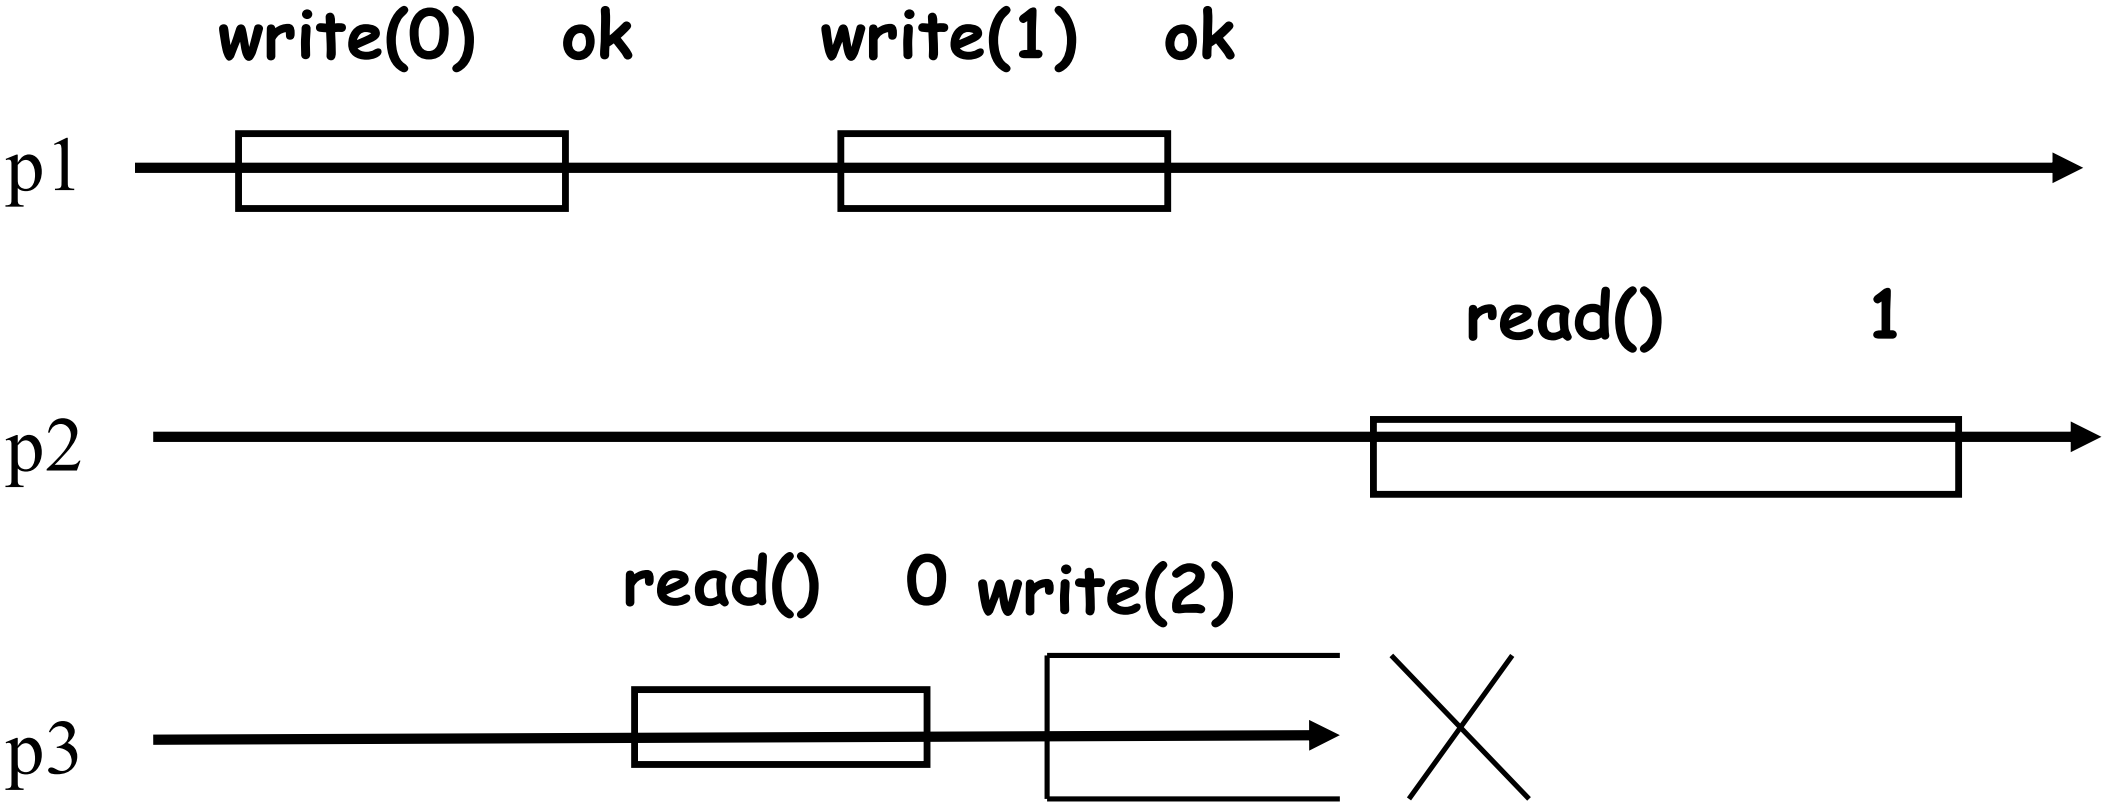 write(0) ok write(1) ok
p1
read() 1
p2
read() 0 write(2)
p3